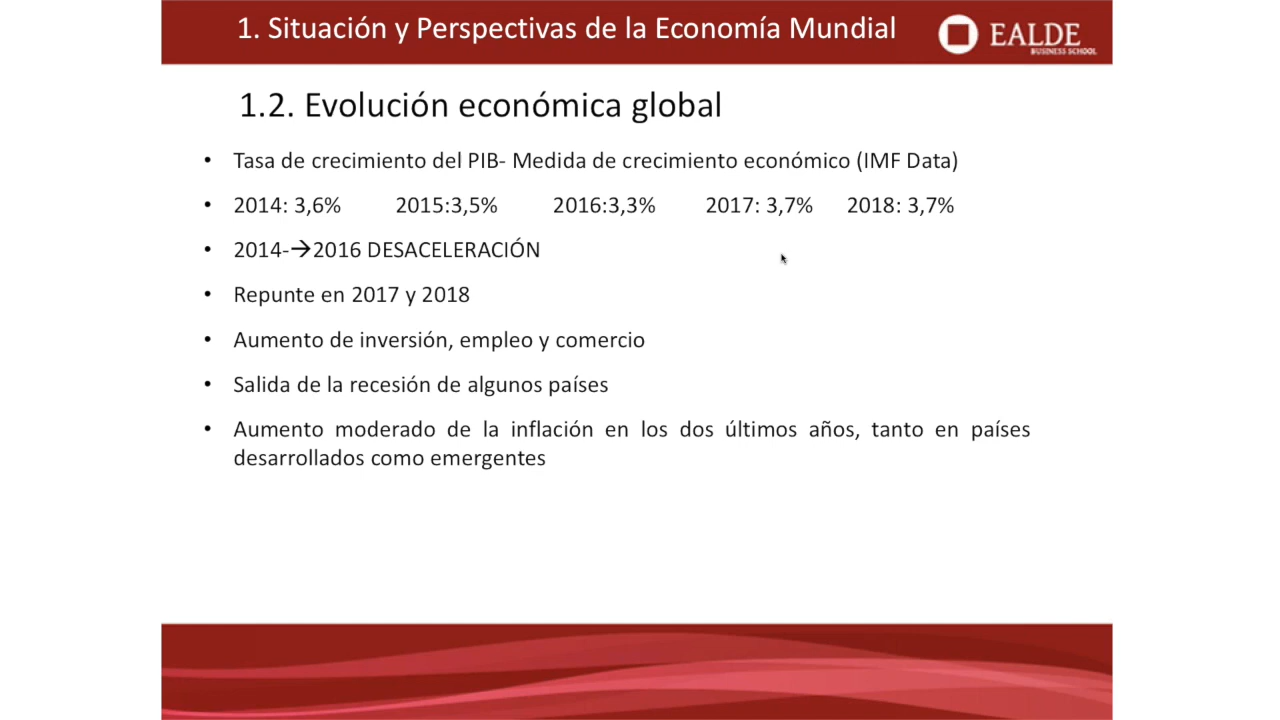 1. Situación y Perspectivas de la Economía Mundial
EALDE
BUSINESS SCHOOL
1.2. Evolución económica global
• Tasa de crecimiento del PIB- Medida de crecimiento económico (IMF Data)
• 2014: 3,6% 2015:3,5% 2016:3,3% 2017: 3,7% 2018: 3,7%
• 2014-→2016 DESACELERACIÓN
• Repunte en 2017 y 2018
• Aumento de inversión, empleo y comercio
• Salida de la recesión de algunos países
• Aumento moderado de la inflación en los dos últimos años, tanto en países
desarrollados como emergentes